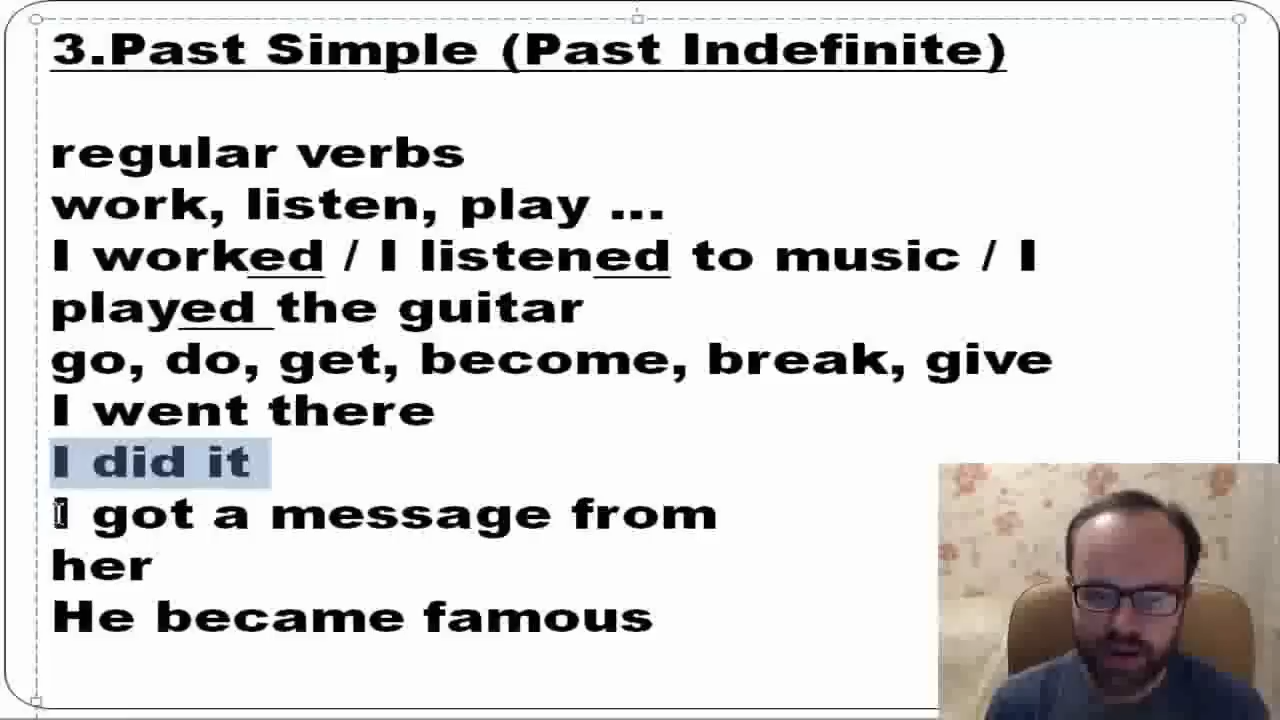 3.Past Simple (Past Indefinite)
regular verbs
work, listen, play ...
I worked / I listened to music / I
played the guitar
go, do, get, become, break, give
I went there
I did it
I got a message from
her
He became famous